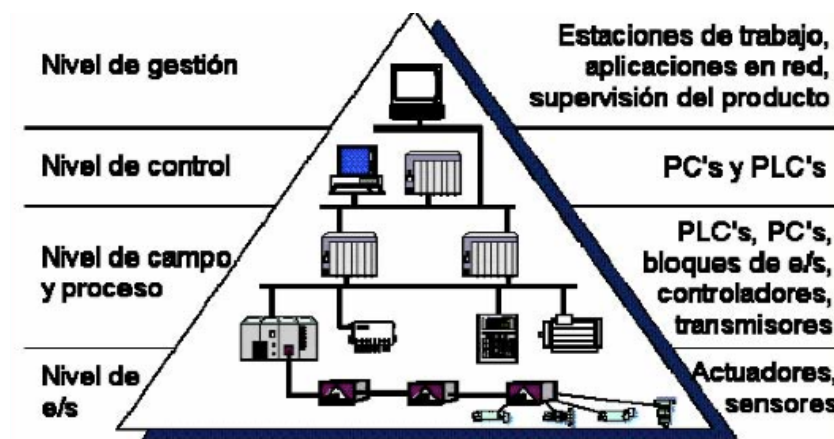 Nivel de gestión
Estaciones de trabajo,
aplicaciones en red,
supervisión del producto
Nivel de control
PC's y PLC's
Nivel de campo
y proceso
PLC's, PC's,
bloques de e/s,
controladores,
transmisores
Nivel de
e/s
Actuadores,
sensores